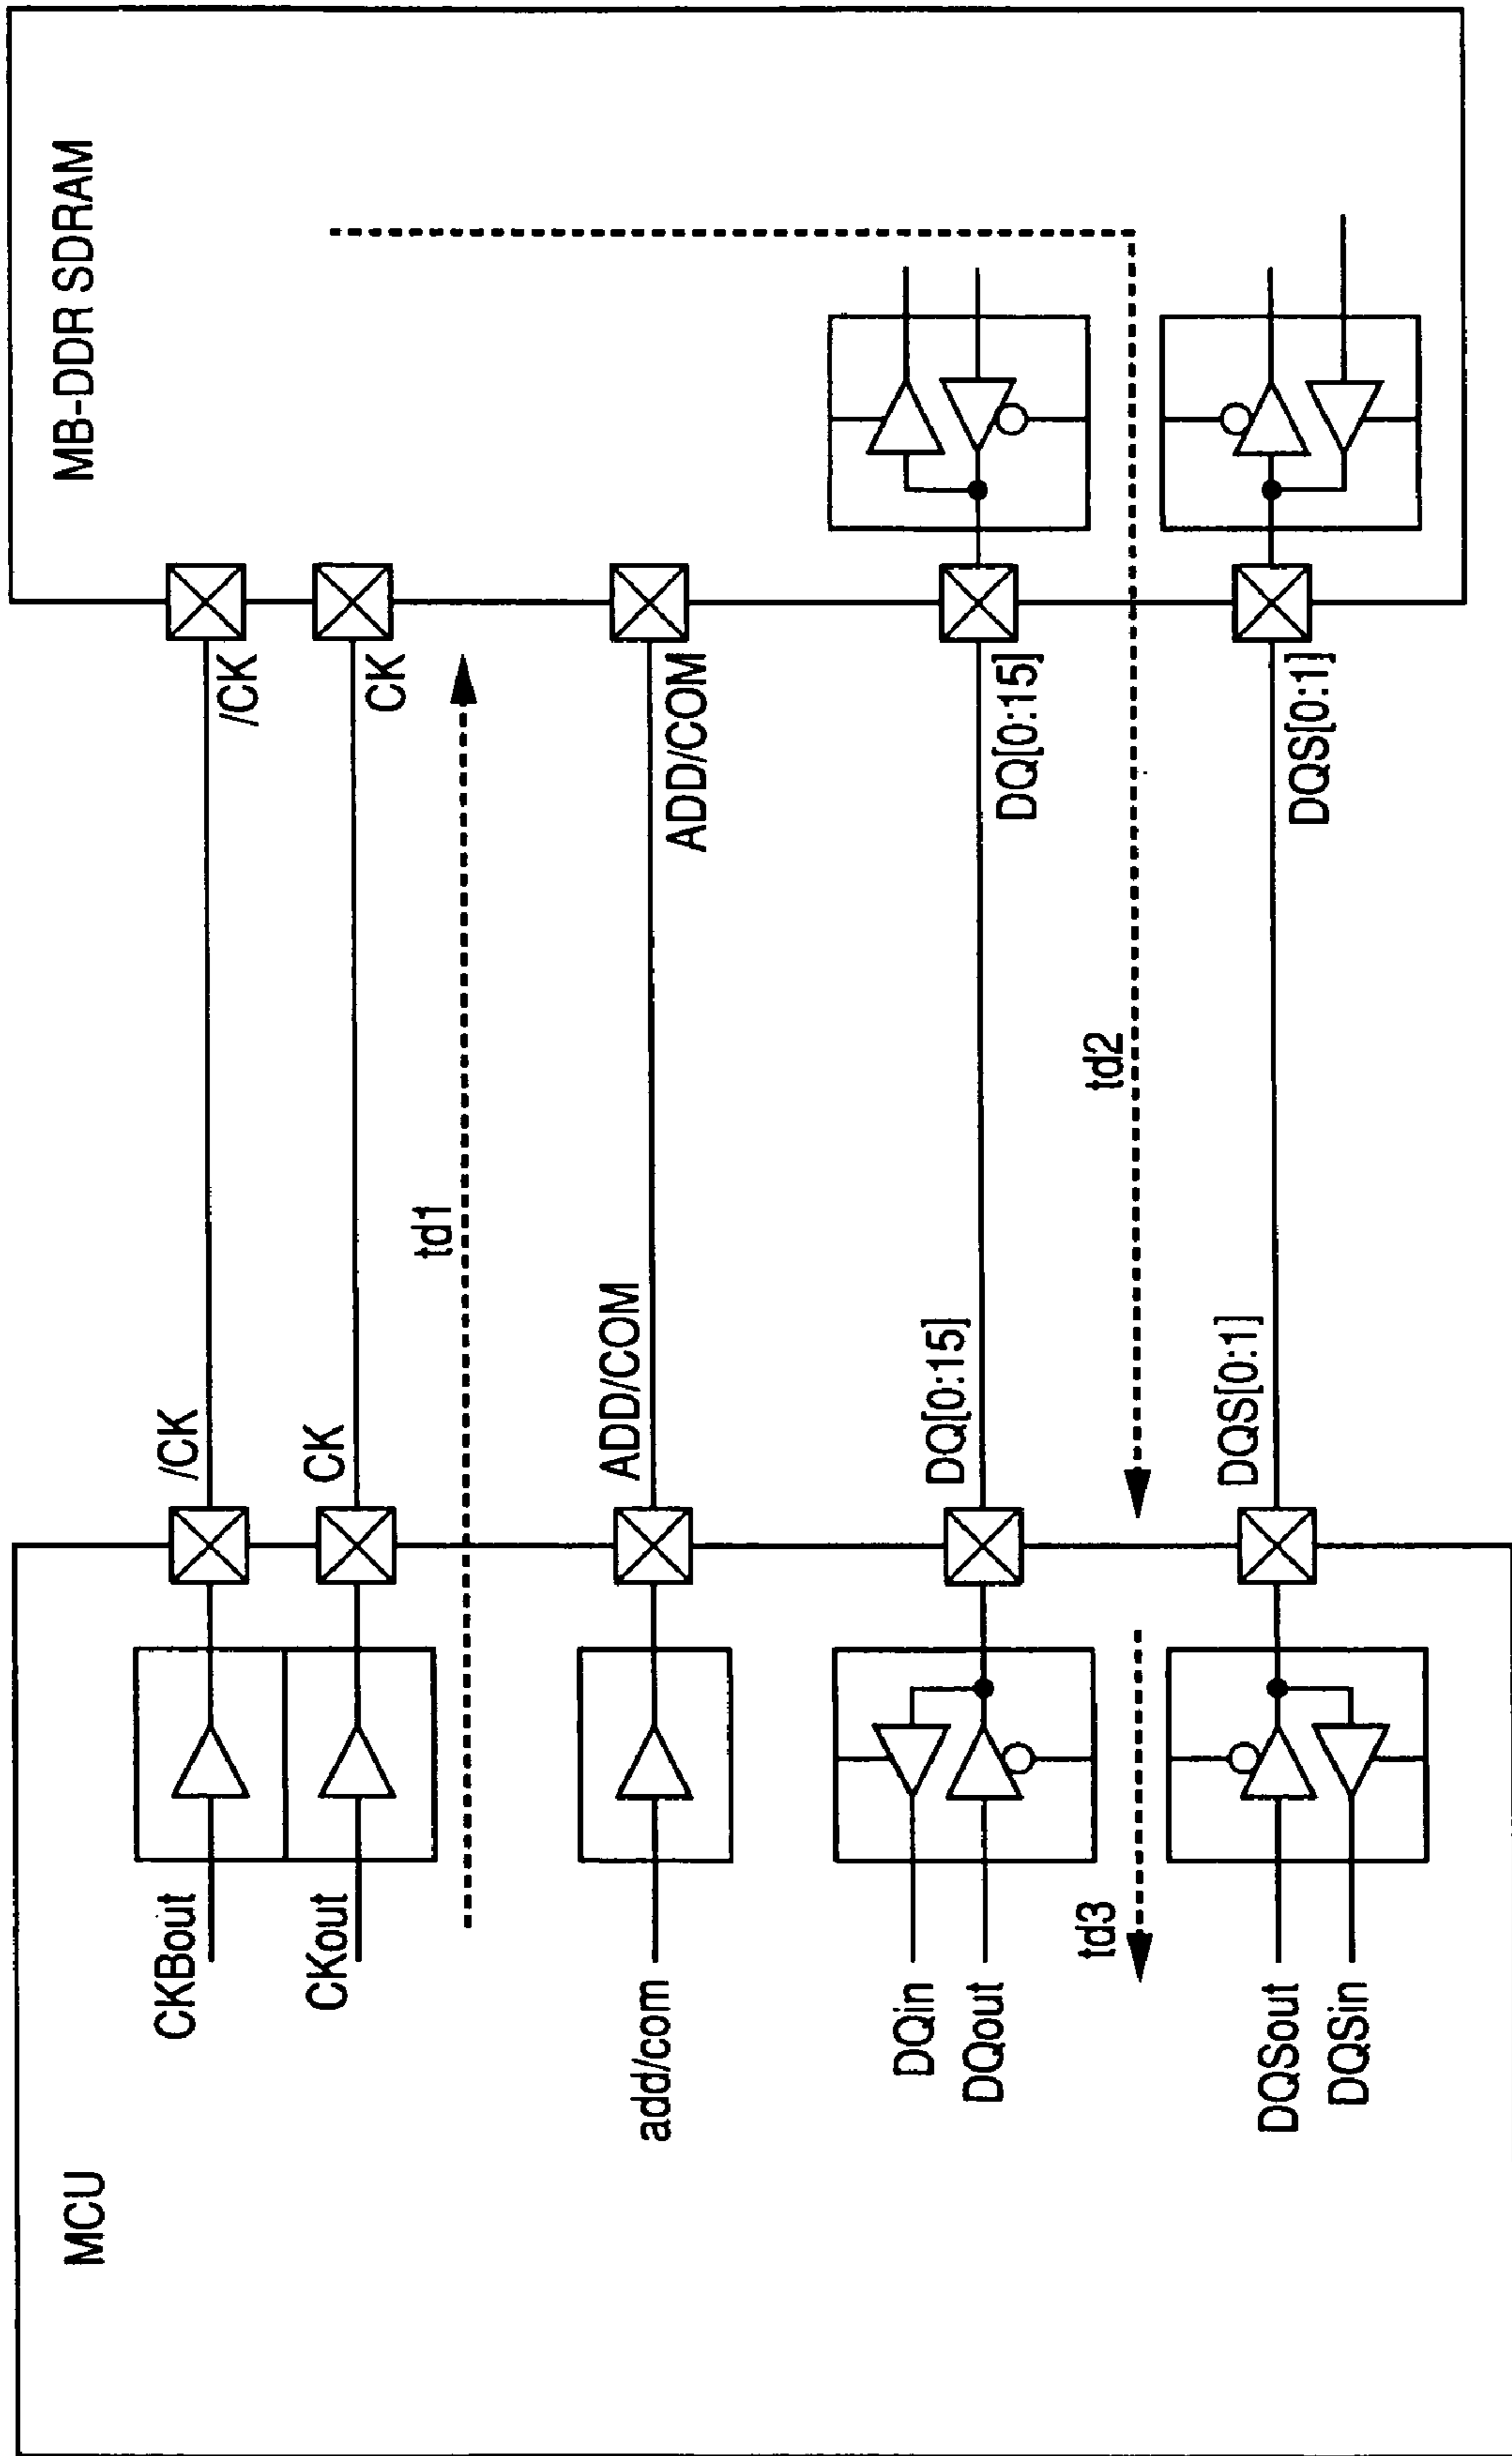 MCU
MB-DDR SDRAM
CKBout
/CK
/CK
CKout
CK
CK
td1
add/com
ADD/COM
ADD/COM
DQin
DQout
DQ[0:15]
DQ[0:15]
td3
td2
DQSout
DQSin
DQS[0:1]
DQS[0:1]